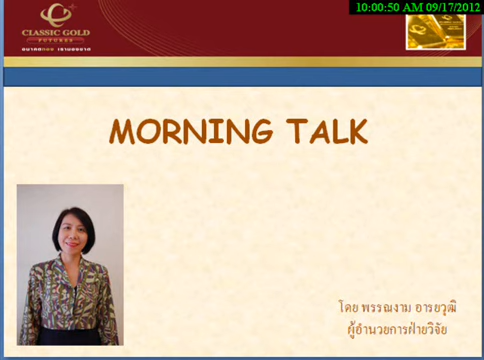 10:00:50 AM 09/17/2012
CLASSIC GOLD
FUTURES
MORNING TALK
โดย พรรณงาม อารยวุฒิ
ผู้อำนวยการฝ่ายวิจัย